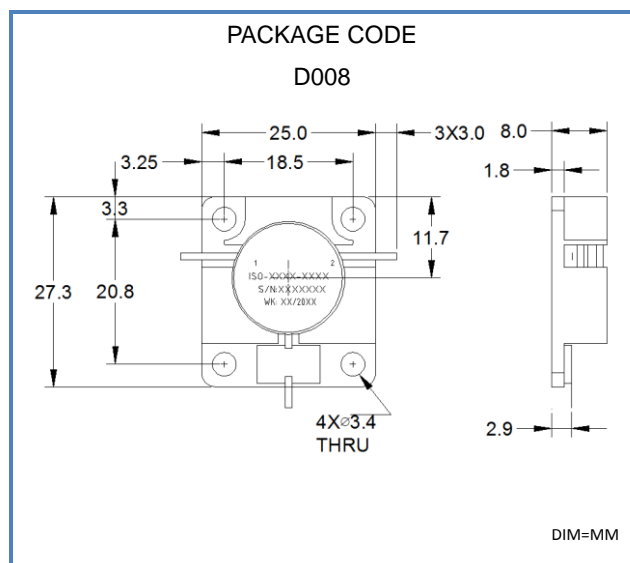 PACKAGE CODE
D008
25.0
3X3.0
8.0
3.25
18.5
1.8
3.3
11.7
27.3
20.8
1 2
ISO-XXXX-XXXX
S/N:XXXXXXX
WK: XX/20XX
4X⌀3.4
THRU
2.9
DIM=MM